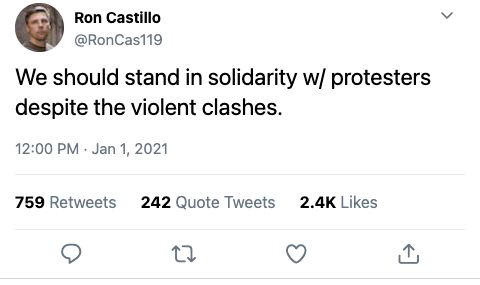 Ron Castillo
@RonCas119
We should stand in solidarity w/ protesters
despite the violent clashes.
12:00 PM · Jan 1, 2021
759 Retweets 242 Quote Tweets 2.4K Likes